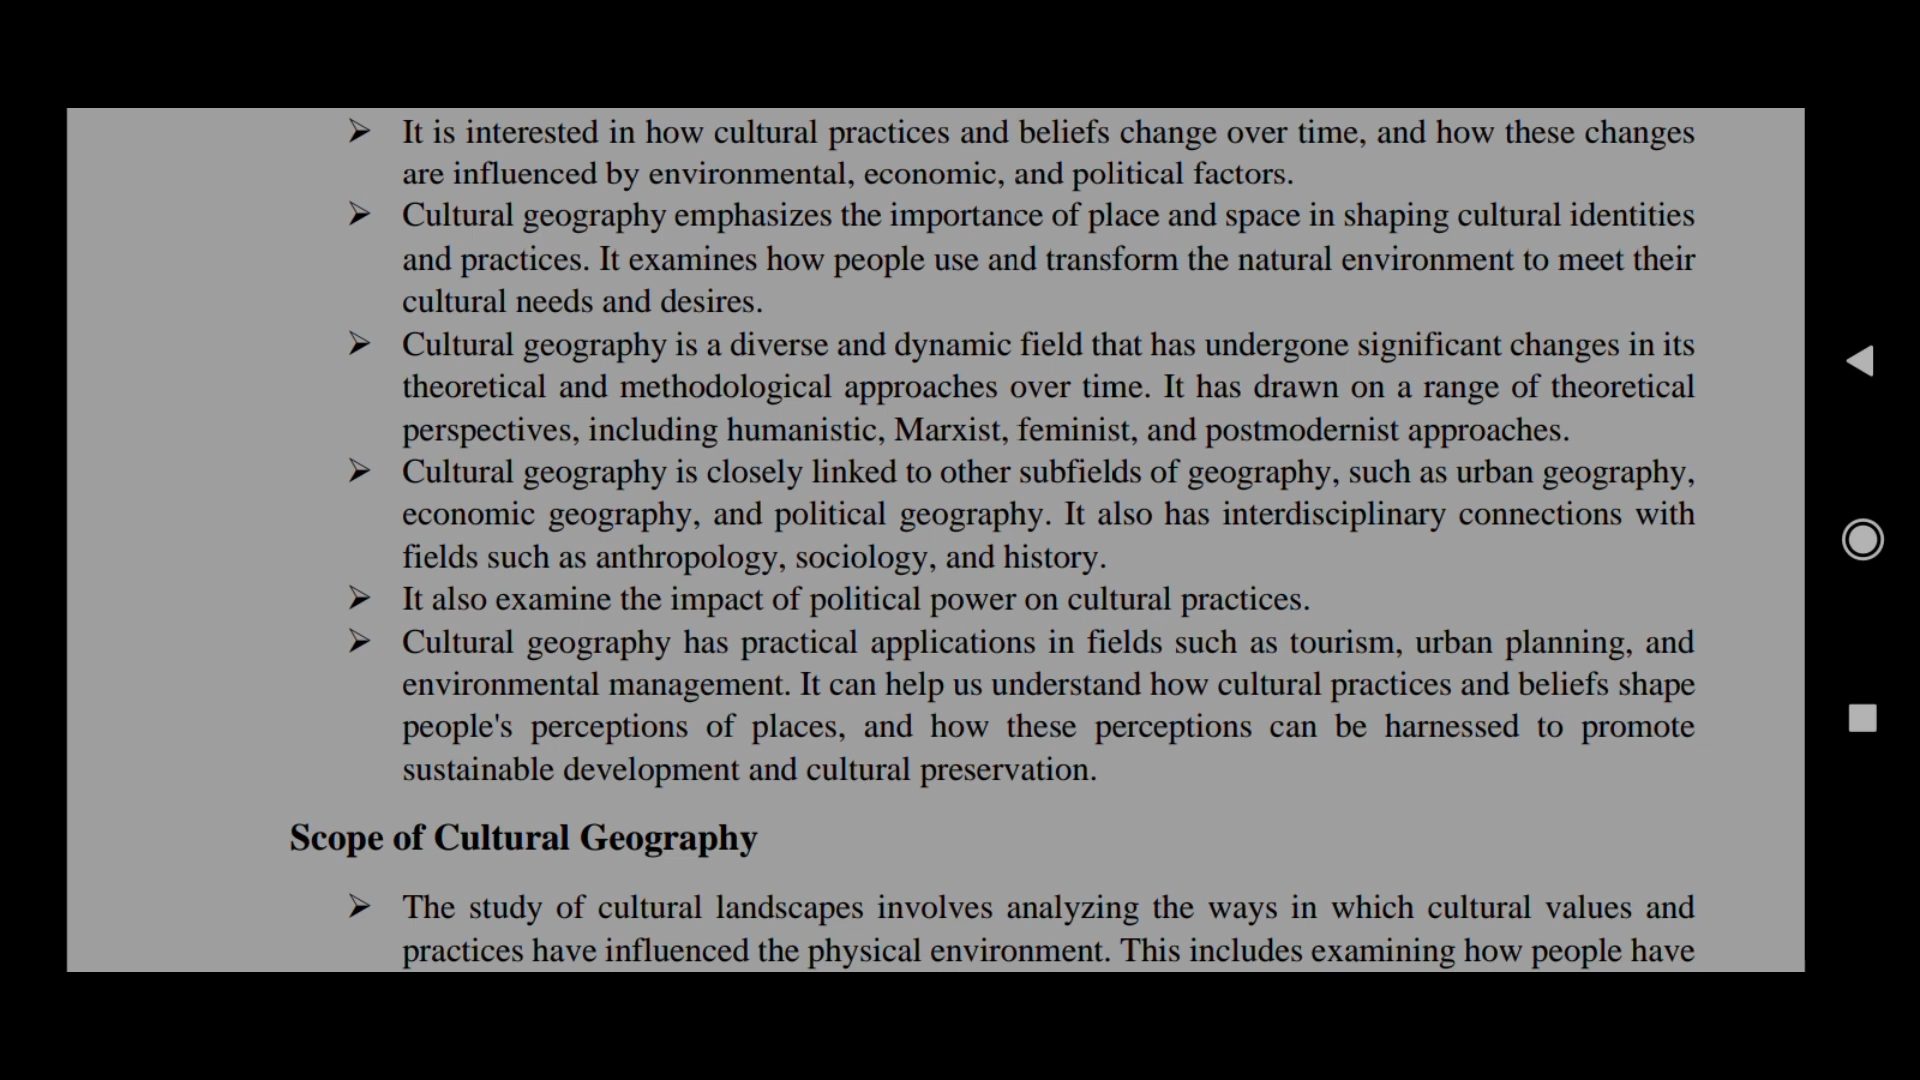 ➢ It is interested in how cultural practices and beliefs change over time, and how these changes
are influenced by environmental, economic, and political factors.
➢ Cultural geography emphasizes the importance of place and space in shaping cultural identities
and practices. It examines how people use and transform the natural environment to meet their
cultural needs and desires.
➢ Cultural geography is a diverse and dynamic field that has undergone significant changes in its
theoretical and methodological approaches over time. It has drawn on a range of theoretical
perspectives, including humanistic, Marxist, feminist, and postmodernist approaches.
➢ Cultural geography is closely linked to other subfields of geography, such as urban geography,
economic geography, and political geography. It also has interdisciplinary connections with
fields such as anthropology, sociology, and history.
➢ It also examine the impact of political power on cultural practices.
➢ Cultural geography has practical applications in fields such as tourism, urban planning, and
environmental management. It can help us understand how cultural practices and beliefs shape
people's perceptions of places, and how these perceptions can be harnessed to promote
sustainable development and cultural preservation.
Scope of Cultural Geography
➢ The study of cultural landscapes involves analyzing the ways in which cultural values and
practices have influenced the physical environment. This includes examining how people have